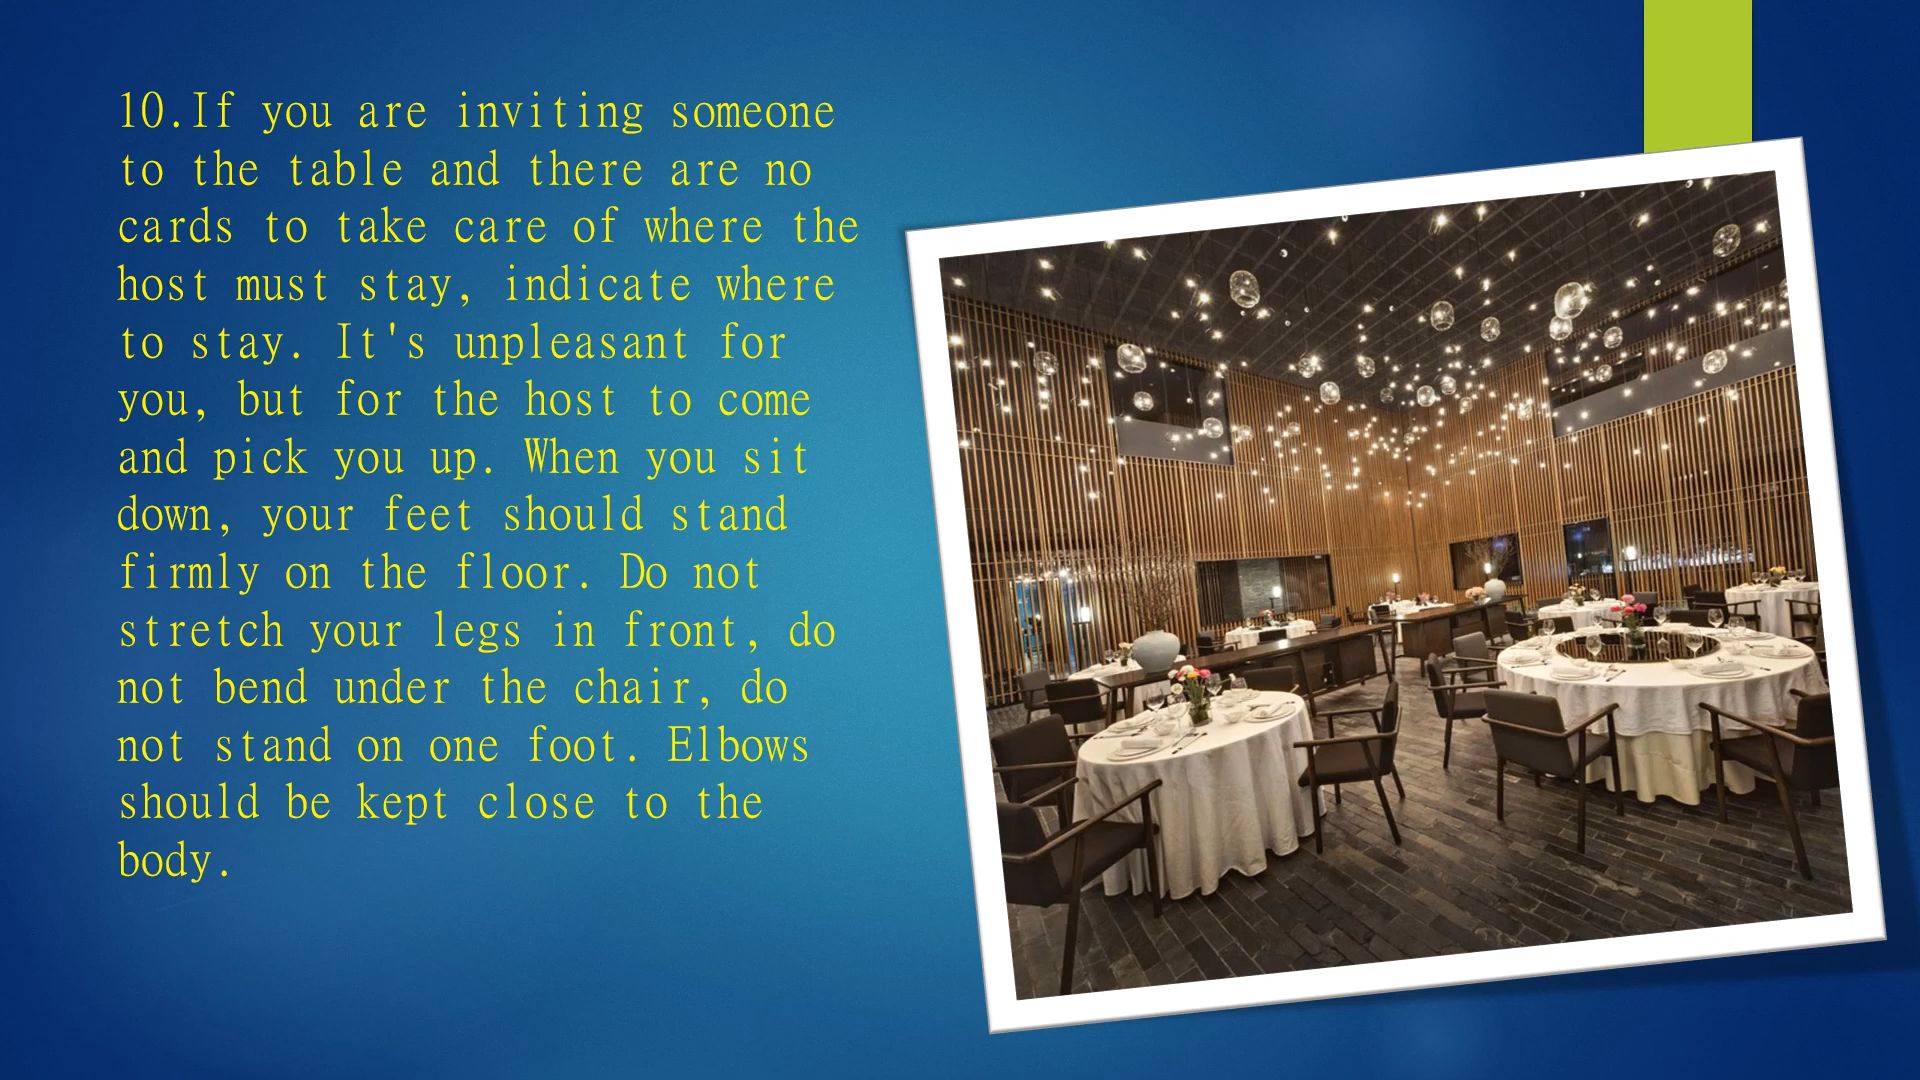 10.If you are inviting someone
to the table and there are no
cards to take care of where the
host must stay, indicate where
to stay. It's unpleasant for
you, but for the host to come
and pick you up. When you sit
down, your feet should stand
firmly on the floor. Do not
stretch your legs in front, do
not bend under the chair, do
not stand on one foot. Elbows
should be kept close to the
body.